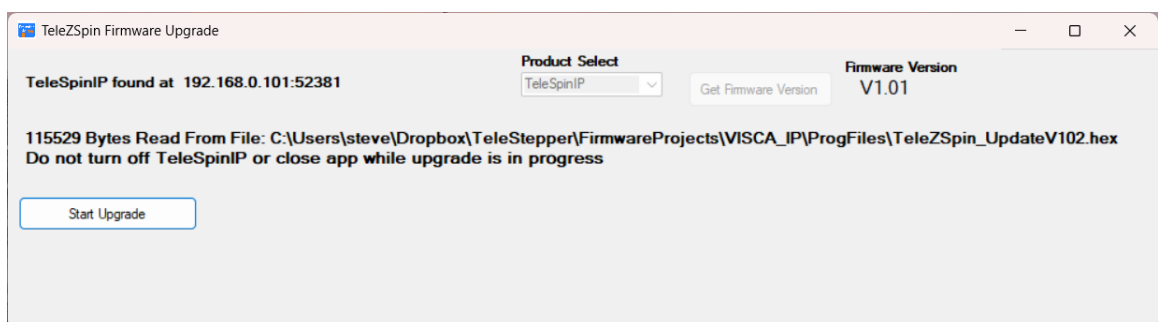 TeleZSpin Firmware Upgrade
Product Select
TeleSpinIP found at 192.168.0.101:52381
TeleSpinIP
Get Firmware Version
Firmware Version
V1.01
115529 Bytes Read From File: C:\Users\steve\Dropbox\TeleStepper\FirmwareProjects\VISCA_IP\ProgFiles\TeleZSpin_UpdateV102.hex
Do not turn off TeleSpinIP or close app while upgrade is in progress
Start Upgrade